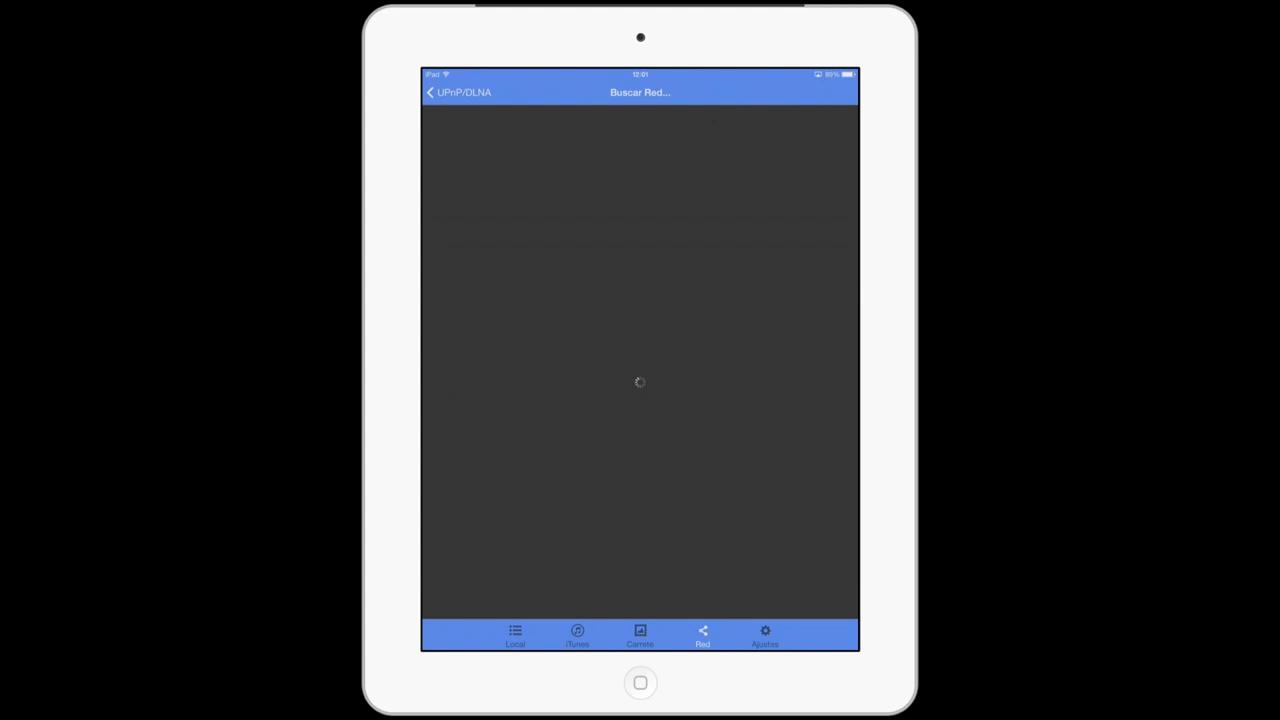 iPad 12:01 89%
UPnP/DLNA Buscar Red...
Local iTunes Carrete Red Ajustes